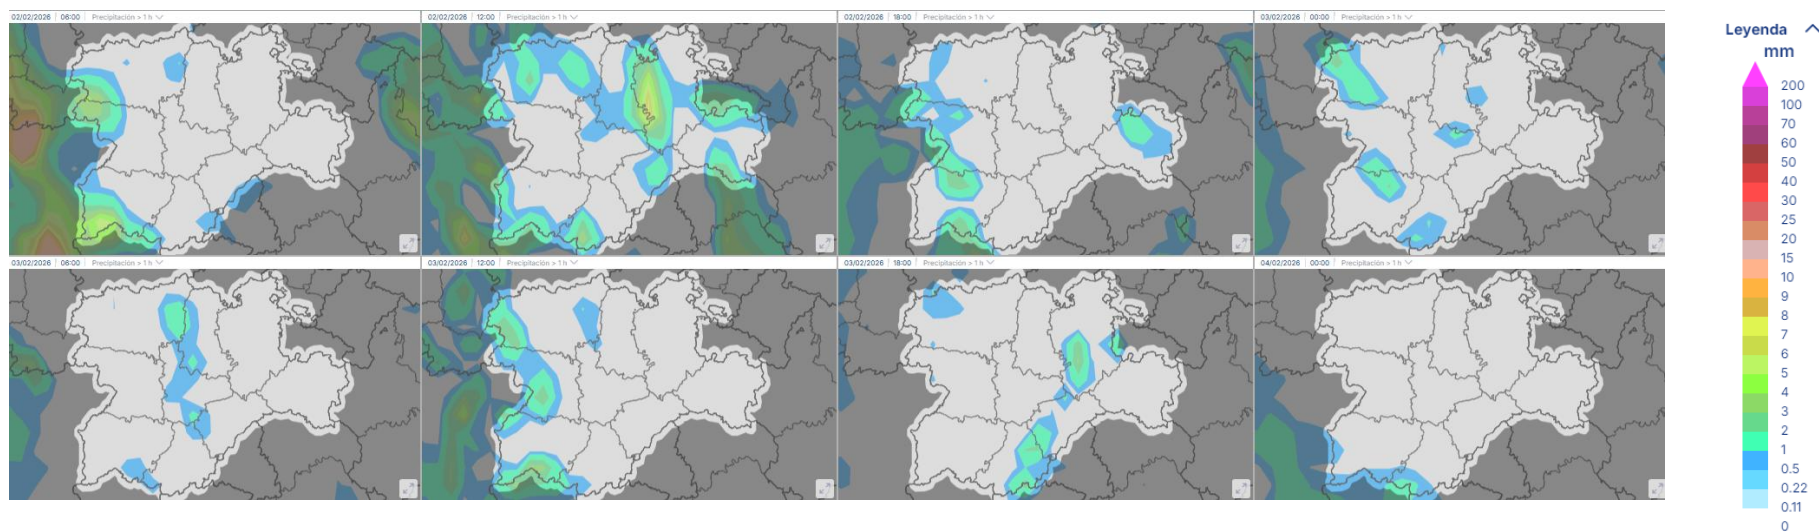 02/02/2026 06:00 Precipitación > 1 h
02/02/2026 12:00 Precipitación > 1 h
02/02/2026 18:00 Precipitación > 1 h
03/02/2026 00:00 Precipitación > 1 h
03/02/2026 06:00 Precipitación > 1 h
03/02/2026 12:00 Precipitación > 1 h
03/02/2026 18:00 Precipitación > 1 h
04/02/2026 00:00 Precipitación > 1 h
Leyenda
mm
200
100
70
60
50
40
30
25
20
15
10
9
8
7
6
5
4
3
2
1
0.5
0.22
0.11
0